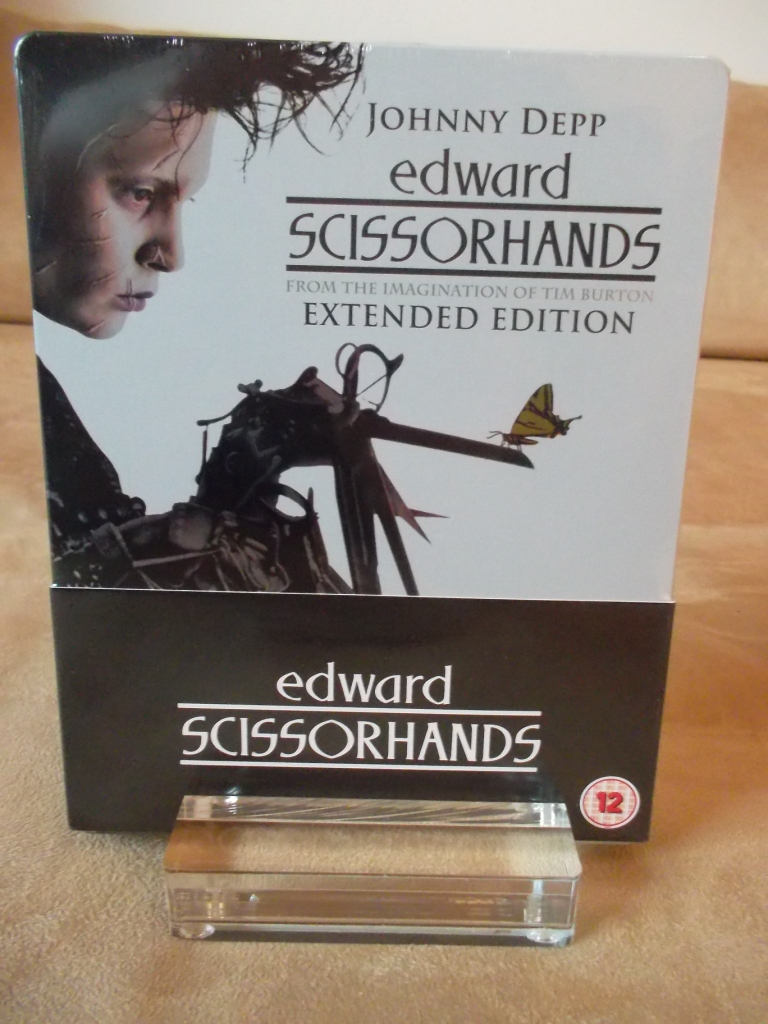 JOHNNY DEPP
edward
SCISSORHANDS
FROM THE IMAGINATION OF TIM BURTON
EXTENDED EDITION
edward
SCISSORHANDS
12